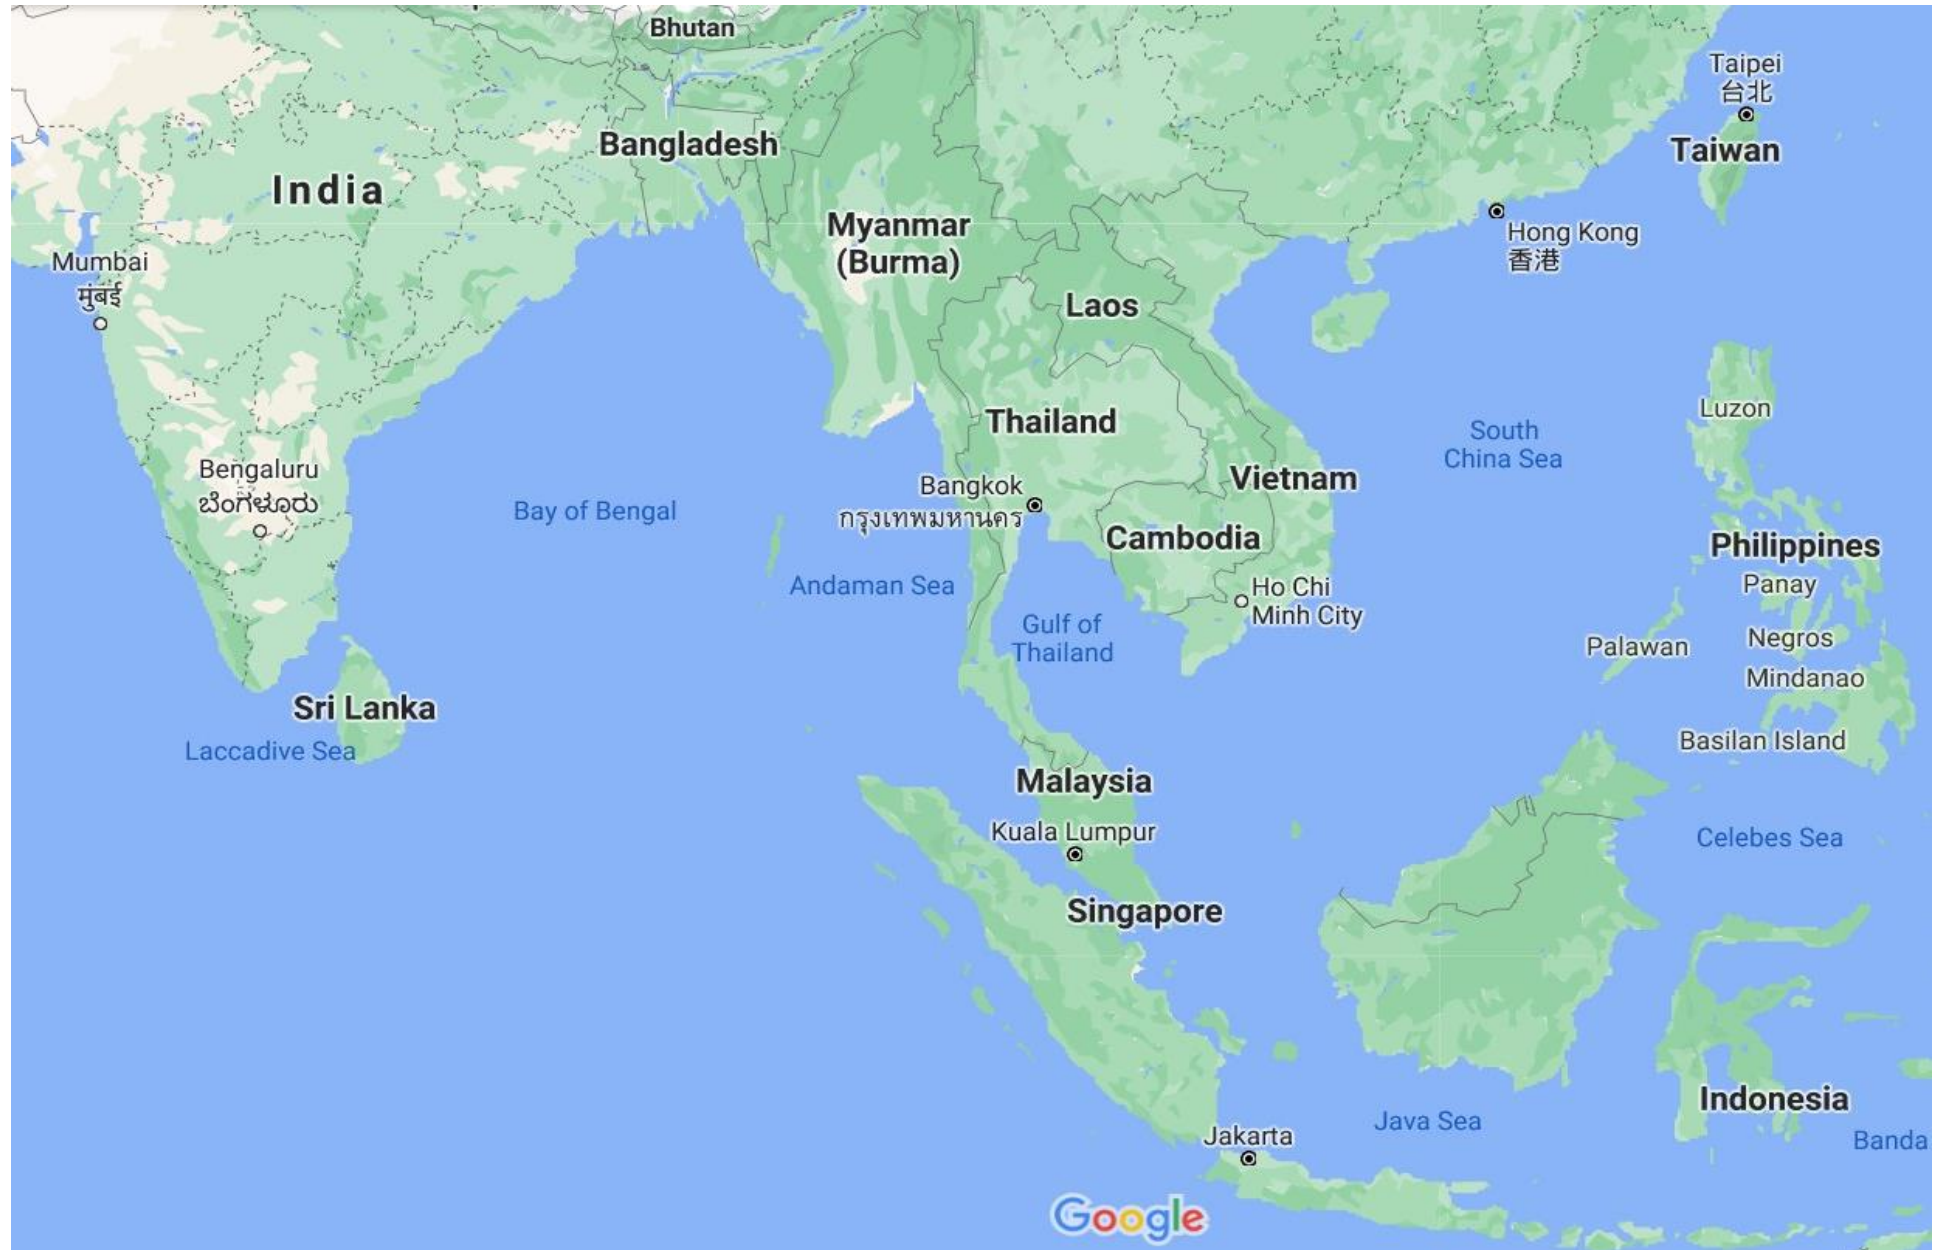 Bhutan
Taipei
台北
Bangladesh
Taiwan
India
Myanmar
(Burma)
Hong Kong
香港
Mumbai
मुंबई
Laos
Luzon
Thailand
South
China Sea
Bengaluru
ಬೆಂಗಳೂರು
Vietnam
Bangkok
กรุงเทพมหานคร
Bay of Bengal
Cambodia
Philippines
Andaman Sea
Panay
Ho Chi
Minh City
Gulf of
Thailand
Palawan
Negros
Mindanao
Sri Lanka
Laccadive Sea
Basilan Island
Malaysia
Kuala Lumpur
Celebes Sea
Singapore
Indonesia
Java Sea
Jakarta
Banda
Google